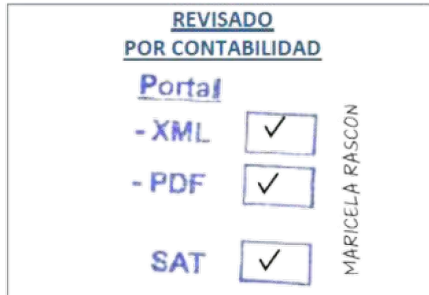 REVISADO
POR CONTABILIDAD
Portal
- XML ✓
- PDF ✓
SAT ✓
MARICELA RASCON